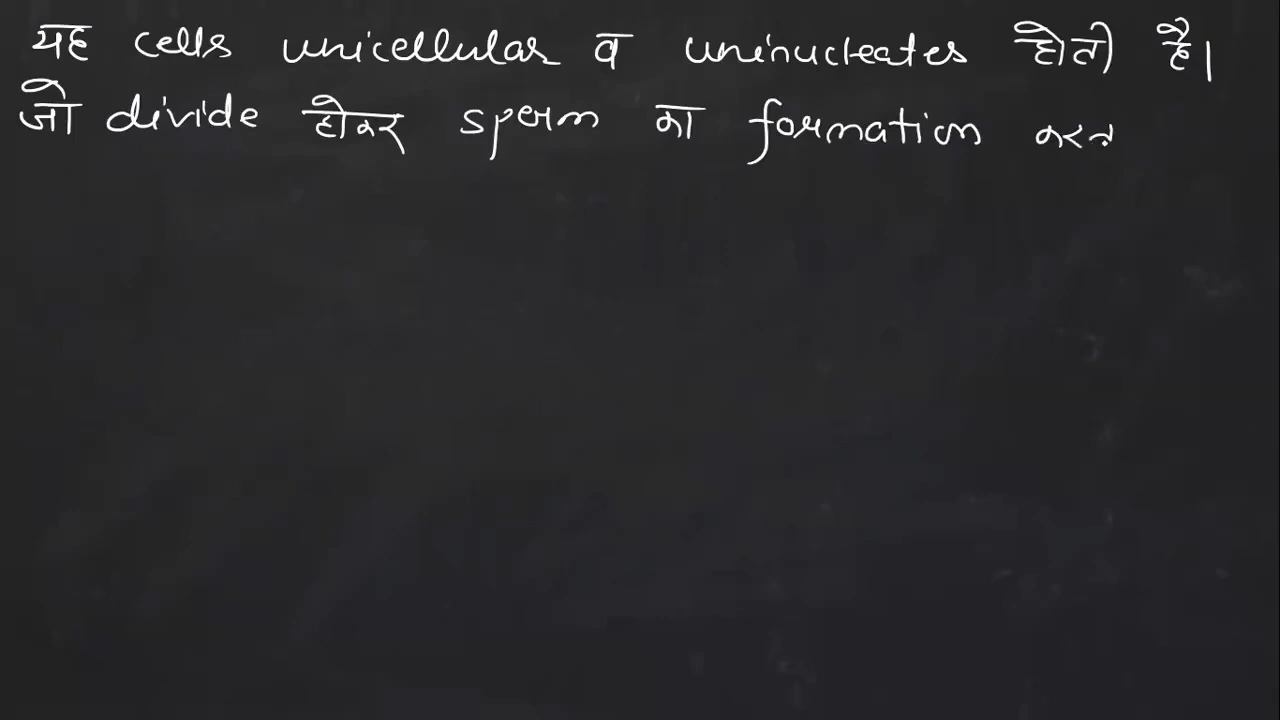 यह cells unicellular व uninucleates होती है।
जो divide होकर sperm का formation करत